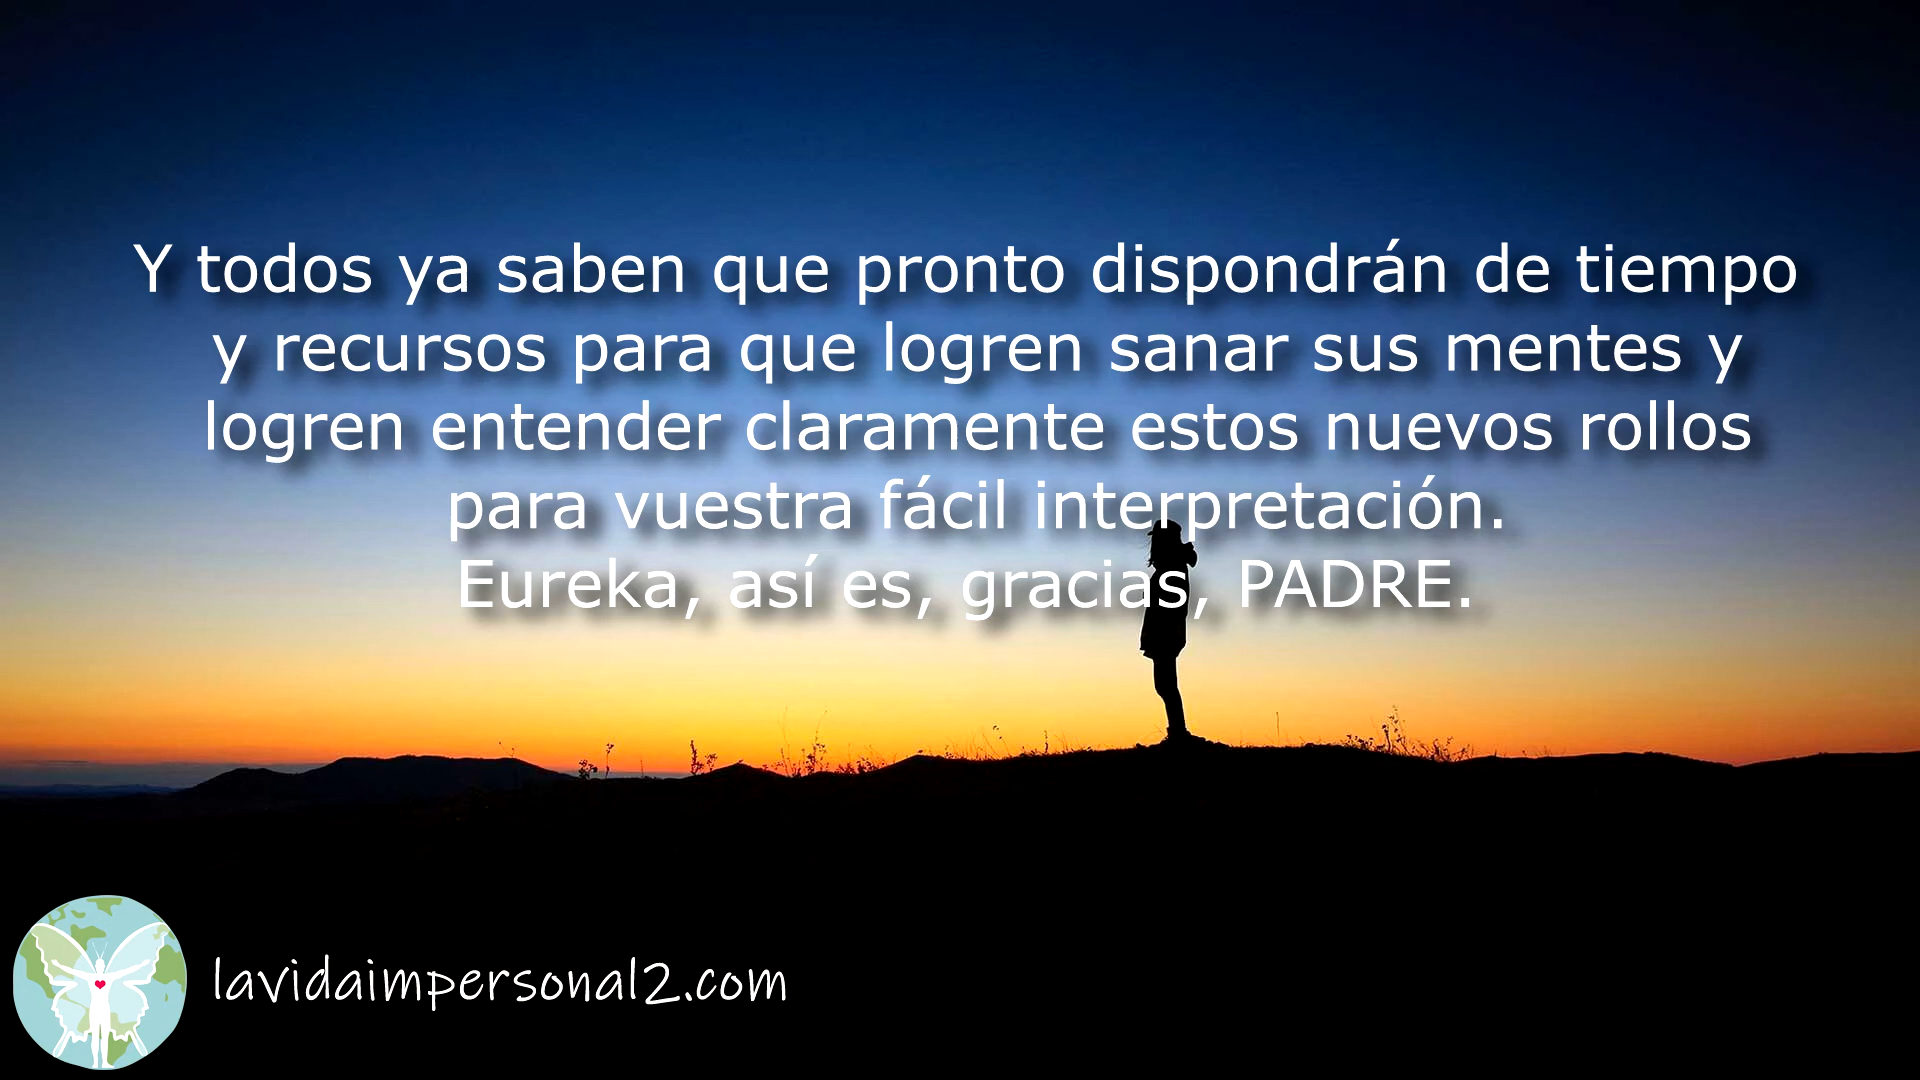 Y todos ya saben que pronto dispondrán de tiempo
y recursos para que logren sanar sus mentes y
logren entender claramente estos nuevos rollos
para vuestra fácil interpretación.
Eureka, así es, gracias, PADRE.
lavidaimpersonal2.com